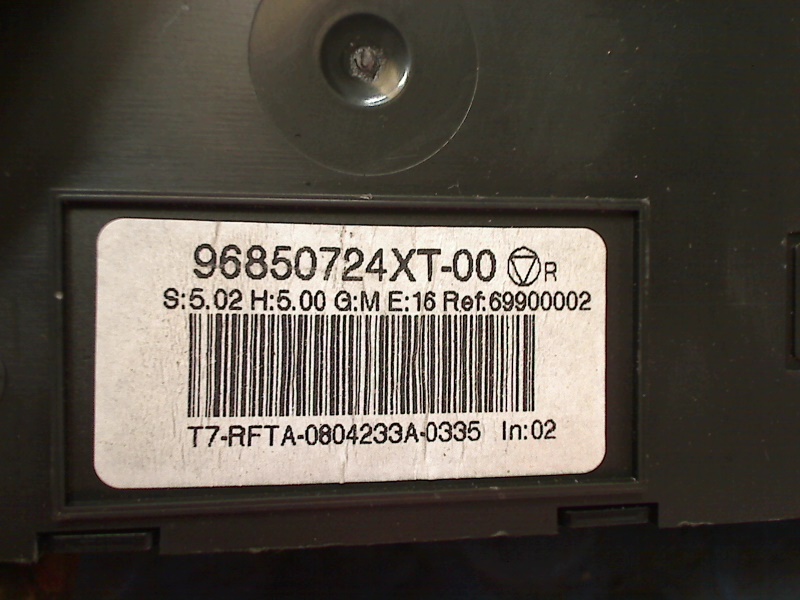 96850724XT-00 R
S:5.02 H:5.00 G:M E:16 Ref:69900002
T7-RFTA-0804233A-0335 In:02